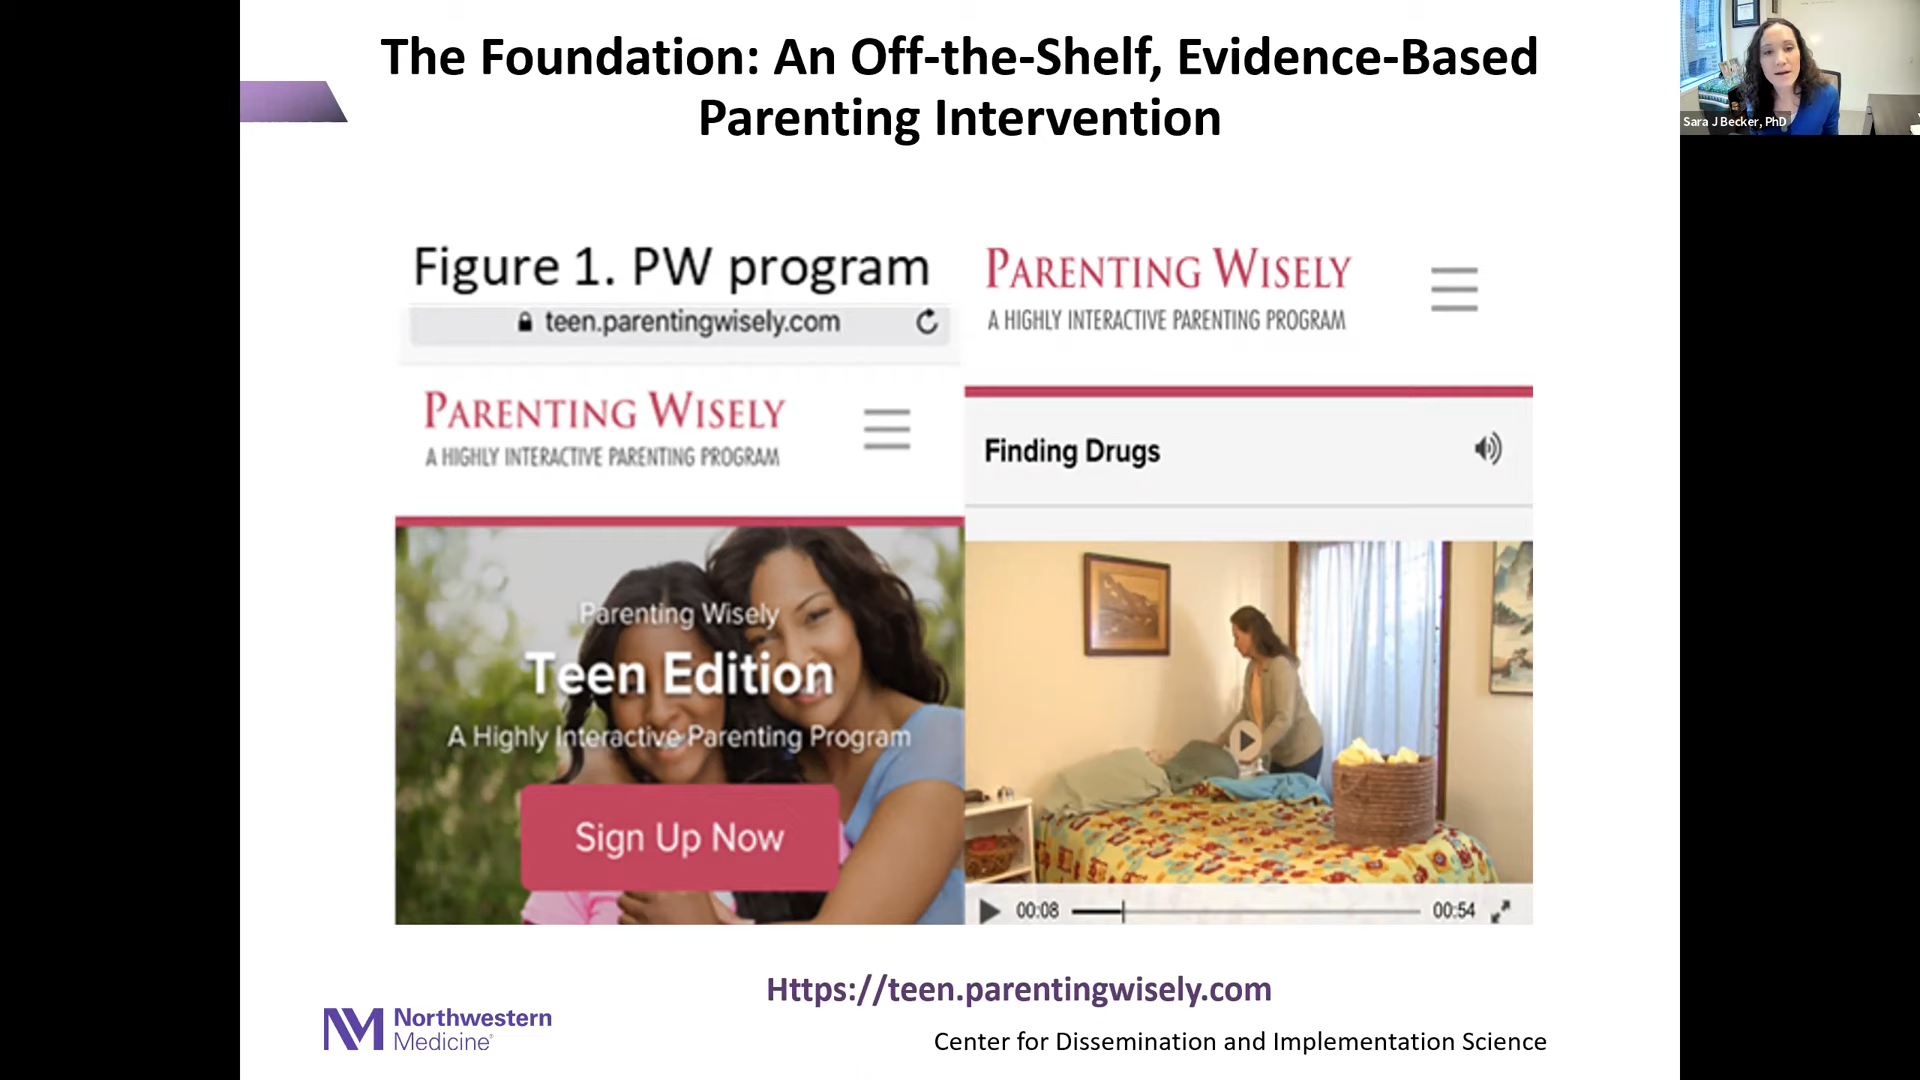 The Foundation: An Off-the-Shelf, Evidence-Based
Parenting Intervention
Sara J Becker, PhD
Figure 1. PW program
teen.parentingwisely.com
PARENTING WISELY
A HIGHLY INTERACTIVE PARENTING PROGRAM
Parenting Wisely
Teen Edition
A Highly Interactive Parenting Program
Sign Up Now
PARENTING WISELY
A HIGHLY INTERACTIVE PARENTING PROGRAM
Finding Drugs
00:08
00:54
Https://teen.parentingwisely.com
Northwestern
Medicine®
Center for Dissemination and Implementation Science